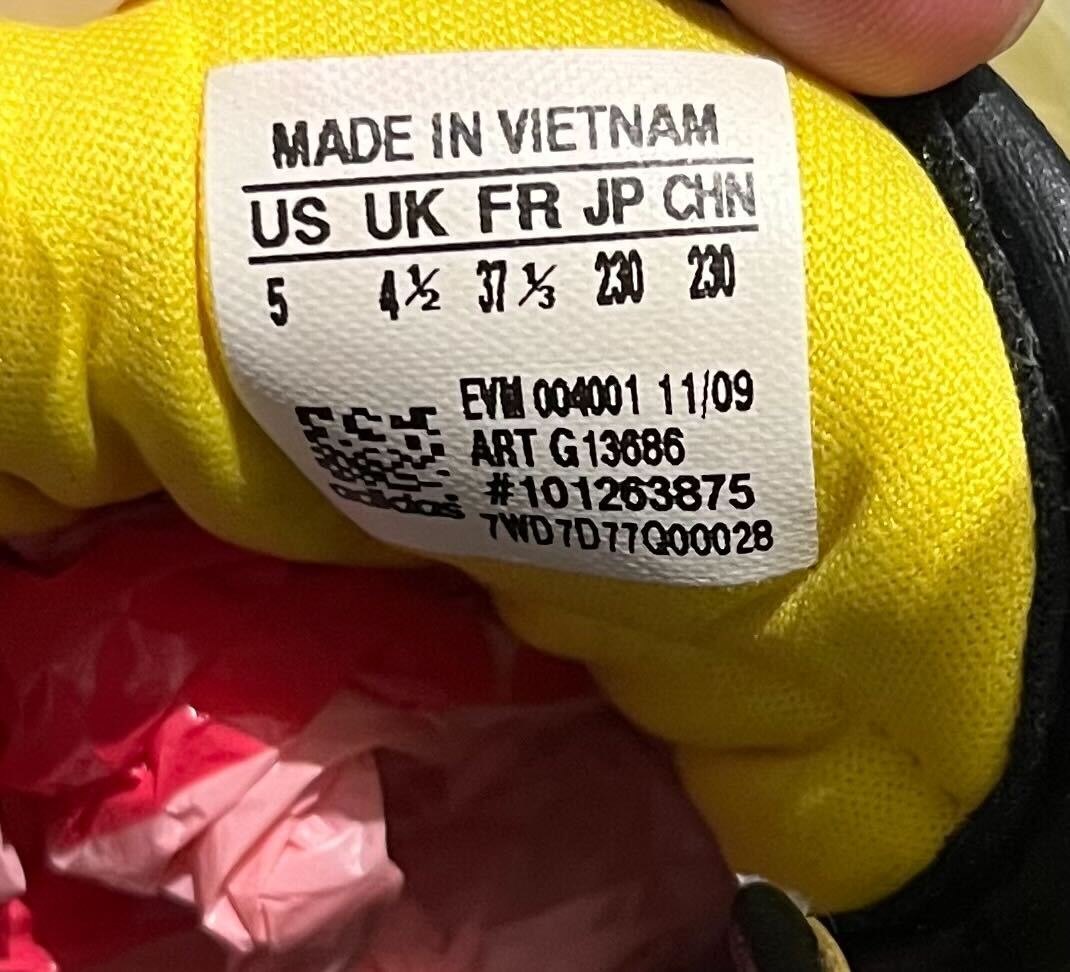 MADE IN VIETNAM
US UK FR JP CHN
5 4½ 37⅓ 230 230
EVM 004001 11/09
ART G13686
#101263875
adidas
7WD7D77Q00028